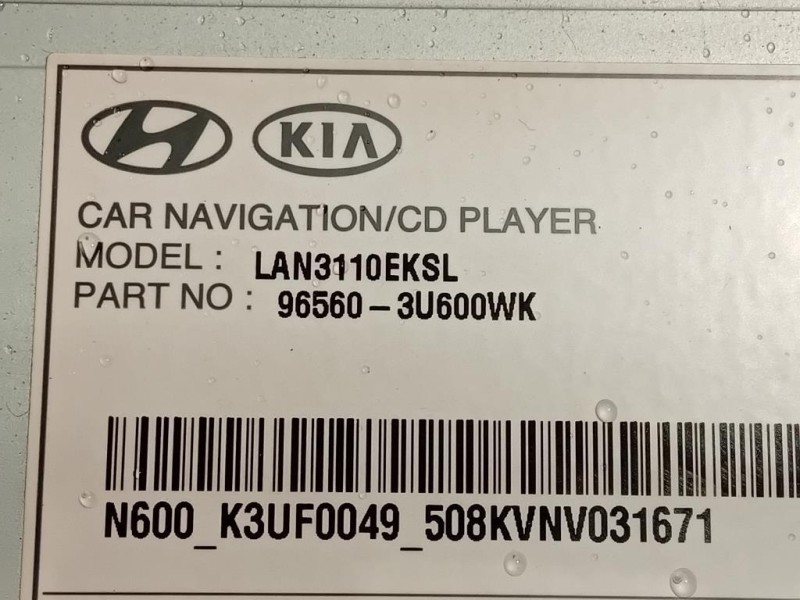 KIA
CAR NAVIGATION/CD PLAYER
MODEL : LAN3110EKSL
PART NO : 96560-3U600WK
N600_K3UF0049_508KVNV031671